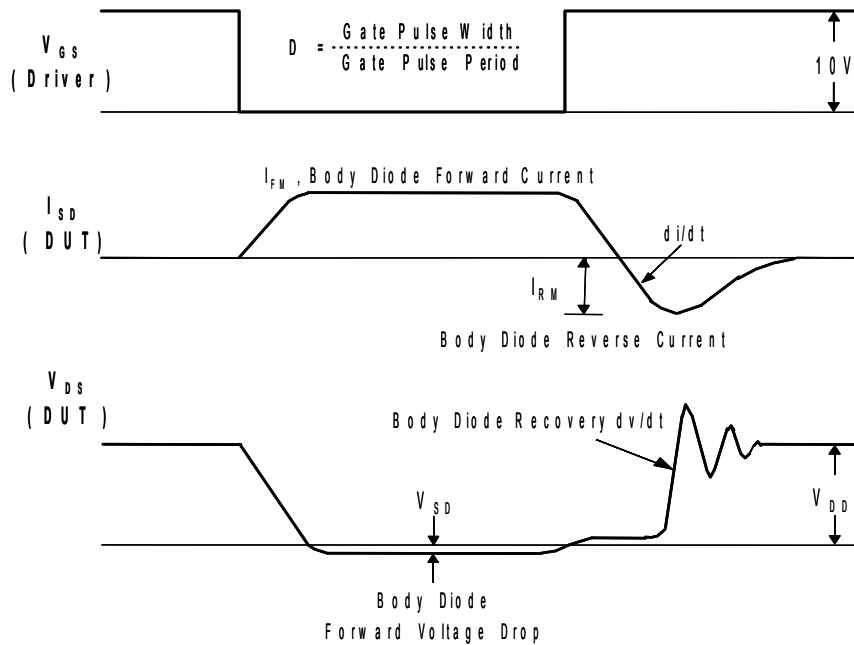 V GS
(Driver)
D = Gate Pulse Width
Gate Pulse Period
10V
I FM , Body Diode Forward Current
I SD
(DUT)
di/dt
I RM
Body Diode Reverse Current
V DS
(DUT)
Body Diode Recovery dv/dt
V SD
V DD
Body Diode
Forward Voltage Drop